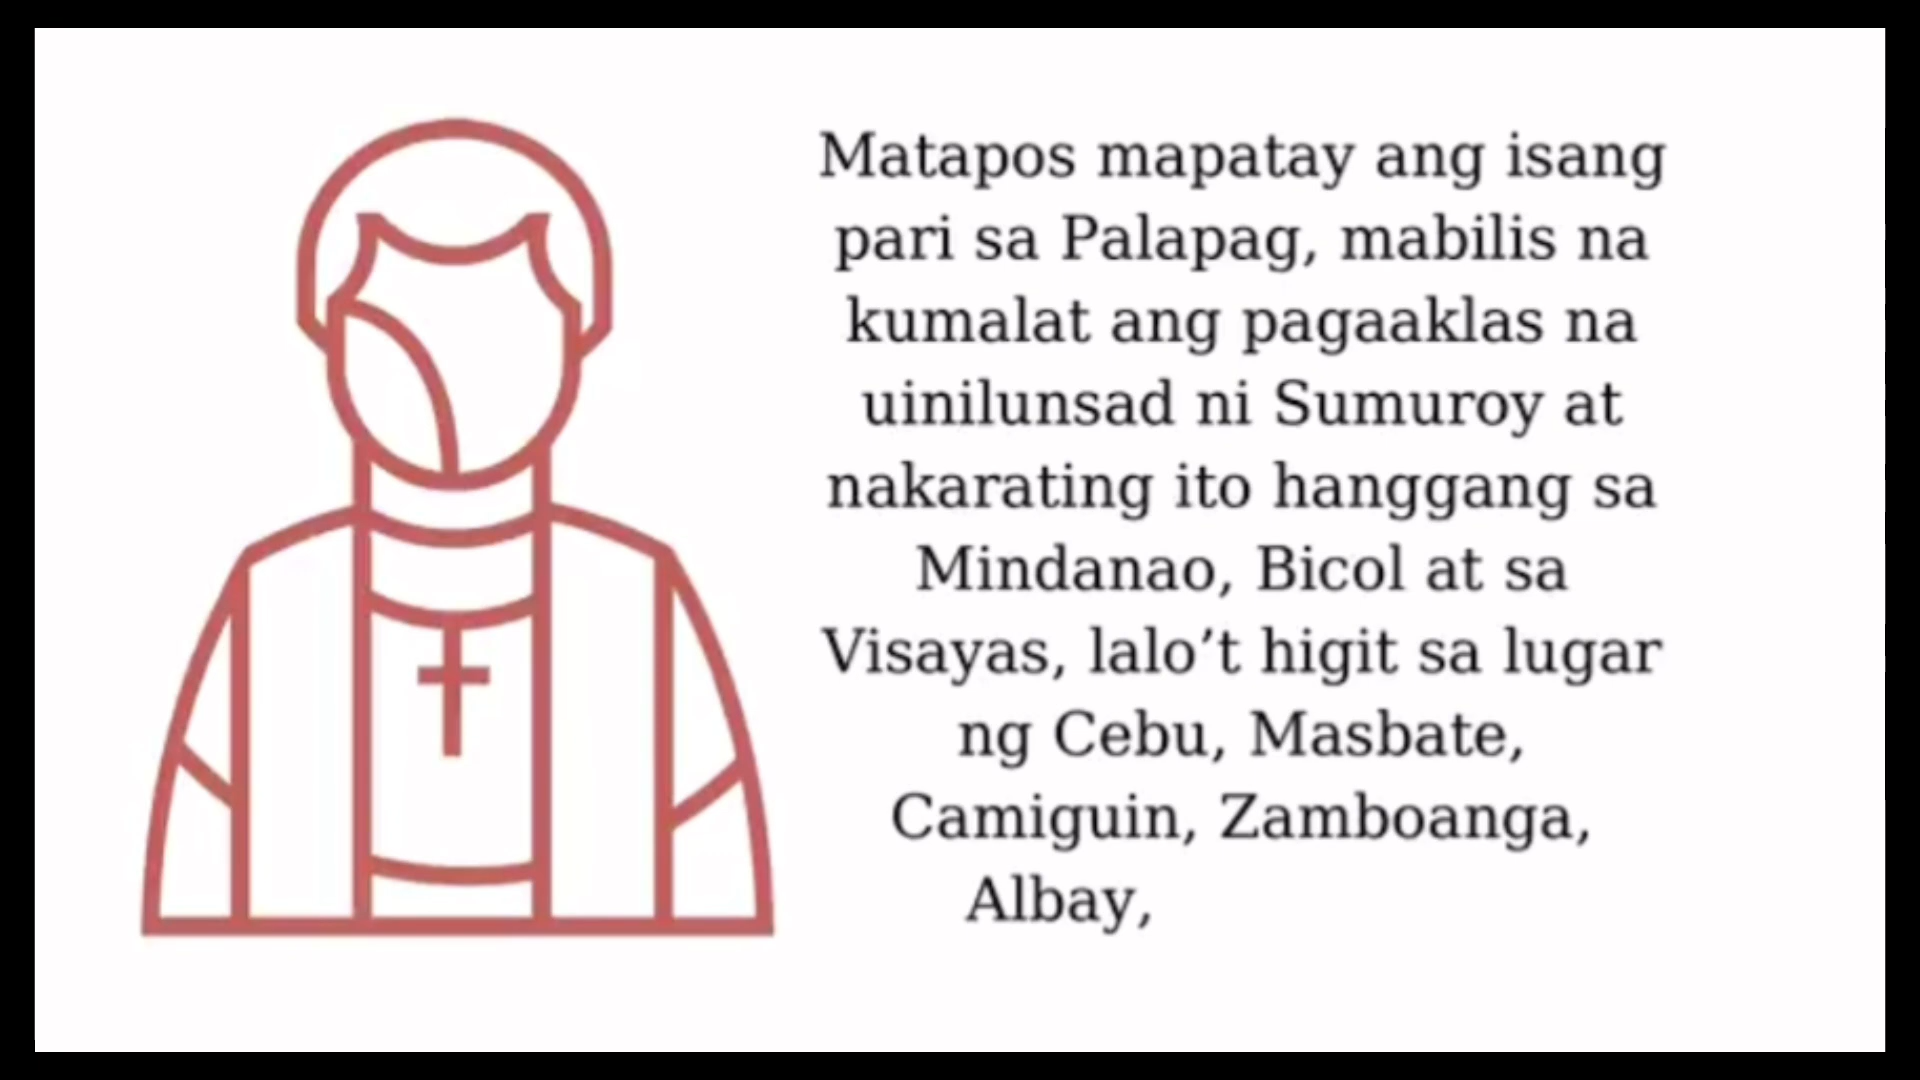 Matapos mapatay ang isang
pari sa Palapag, mabilis na
kumalat ang pagaaklas na
uinilunsad ni Sumuroy at
nakarating ito hanggang sa
Mindanao, Bicol at sa
Visayas, lalo’t higit sa lugar
ng Cebu, Masbate,
Camiguin, Zamboanga,
Albay,